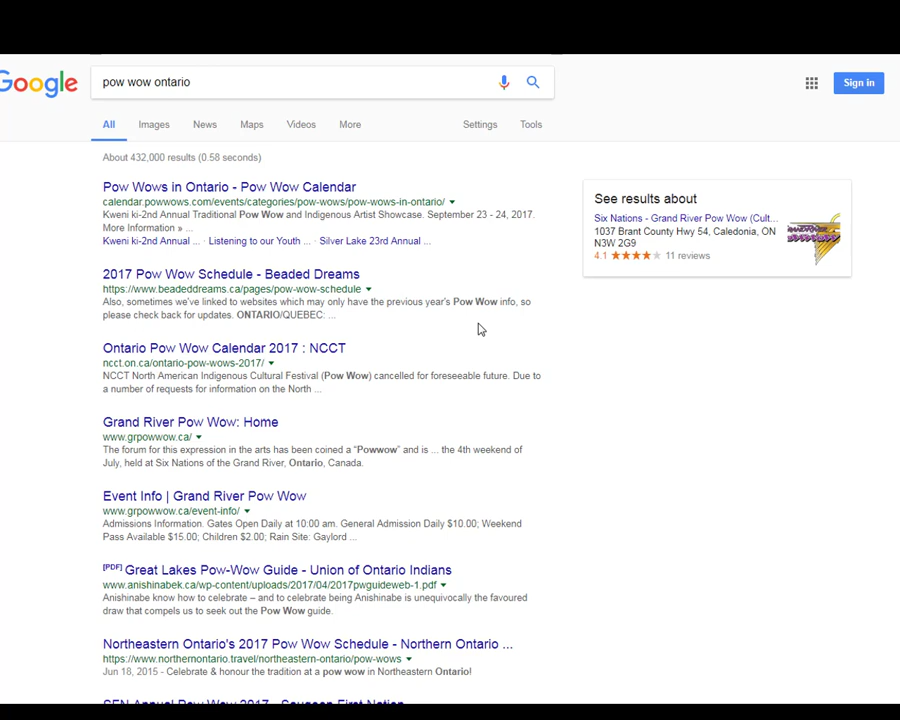 Google
pow wow ontario
Sign in
All Images News Maps Videos More Settings Tools
About 432,000 results (0.58 seconds)
Pow Wows in Ontario - Pow Wow Calendar
calendar.powwows.com/events/categories/pow-wows/pow-wows-in-ontario/
Kweni ki-2nd Annual Traditional Pow Wow and Indigenous Artist Showcase. September 23 - 24, 2017.
More Information » ...
Kweni ki-2nd Annual ... · Listening to our Youth ... · Silver Lake 23rd Annual ...
2017 Pow Wow Schedule - Beaded Dreams
https://www.beadeddreams.ca/pages/pow-wow-schedule
Also, sometimes we've linked to websites which may only have the previous year's Pow Wow info, so
please check back for updates. ONTARIO/QUEBEC: ...
Ontario Pow Wow Calendar 2017 : NCCT
ncct.on.ca/ontario-pow-wows-2017/
NCCT North American Indigenous Cultural Festival (Pow Wow) cancelled for foreseeable future. Due to
a number of requests for information on the North ...
Grand River Pow Wow: Home
www.grpowwow.ca/
The forum for this expression in the arts has been coined a “Powwow” and is ... the 4th weekend of
July, held at Six Nations of the Grand River, Ontario, Canada.
Event Info | Grand River Pow Wow
www.grpowwow.ca/event-info/
Admissions Information. Gates Open Daily at 10:00 am. General Admission Daily $10.00; Weekend
Pass Available $15.00; Children $2.00; Rain Site: Gaylord ...
[PDF] Great Lakes Pow-Wow Guide - Union of Ontario Indians
www.anishinabek.ca/wp-content/uploads/2017/04/2017pwguideweb-1.pdf
Anishinabe know how to celebrate – and to celebrate being Anishinabe is unequivocally the favoured
draw that compels us to seek out the Pow Wow guide.
Northeastern Ontario's 2017 Pow Wow Schedule - Northern Ontario ...
https://www.northernontario.travel/northeastern-ontario/pow-wows
Jun 18, 2015 - Celebrate & honour the tradition at a pow wow in Northeastern Ontario!
SFN Annual Pow Wow 2017 - Saugeen First Nation
See results about
Six Nations - Grand River Pow Wow (Cult...
1037 Brant County Hwy 54, Caledonia, ON
N3W 2G9
4.1 11 reviews